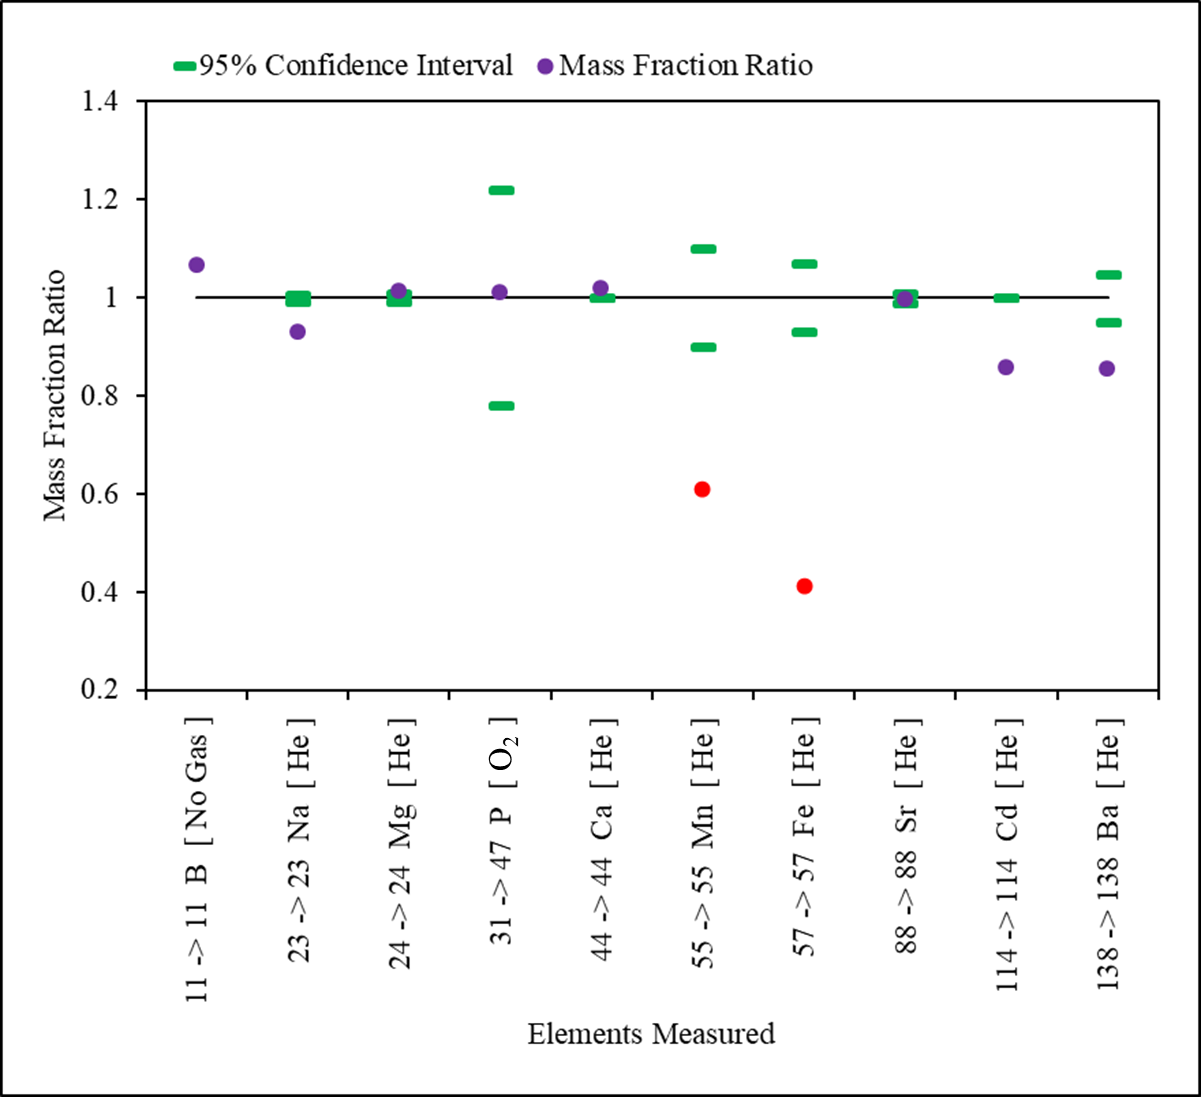 95% Confidence Interval
Mass Fraction Ratio
1.4
1.2
1
0.8
0.6
0.4
0.2
Mass Fraction Ratio
11 -> 11 B [ No Gas ]
23 -> 23 Na [ He ]
24 -> 24 Mg [ He ]
31 -> 47 P [ O₂ ]
44 -> 44 Ca [ He ]
55 -> 55 Mn [ He ]
57 -> 57 Fe [ He ]
88 -> 88 Sr [ He ]
114 -> 114 Cd [ He ]
138 -> 138 Ba [ He ]
Elements Measured